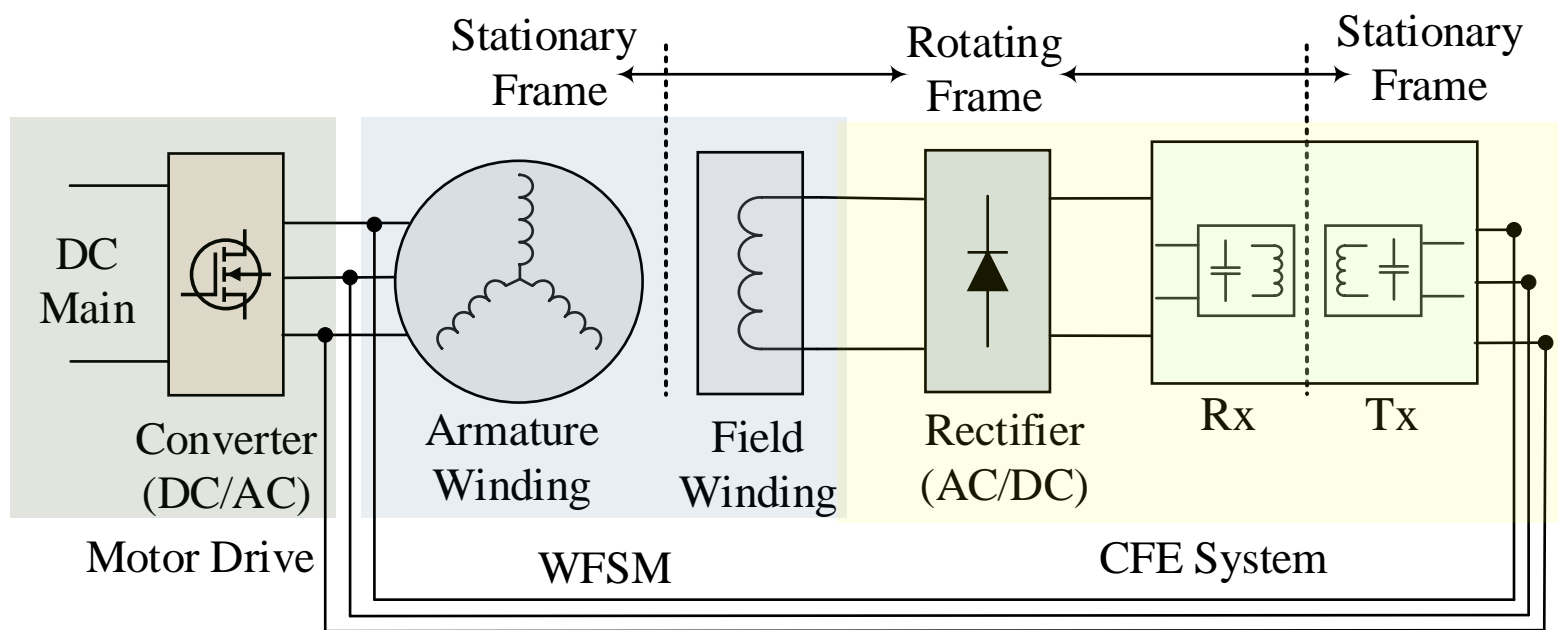 Stationary
Frame
Rotating
Frame
Stationary
Frame
DC
Main
Converter
(DC/AC)
Armature
Winding
Field
Winding
Rectifier
(AC/DC)
Rx
Tx
Motor Drive
WFSM
CFE System